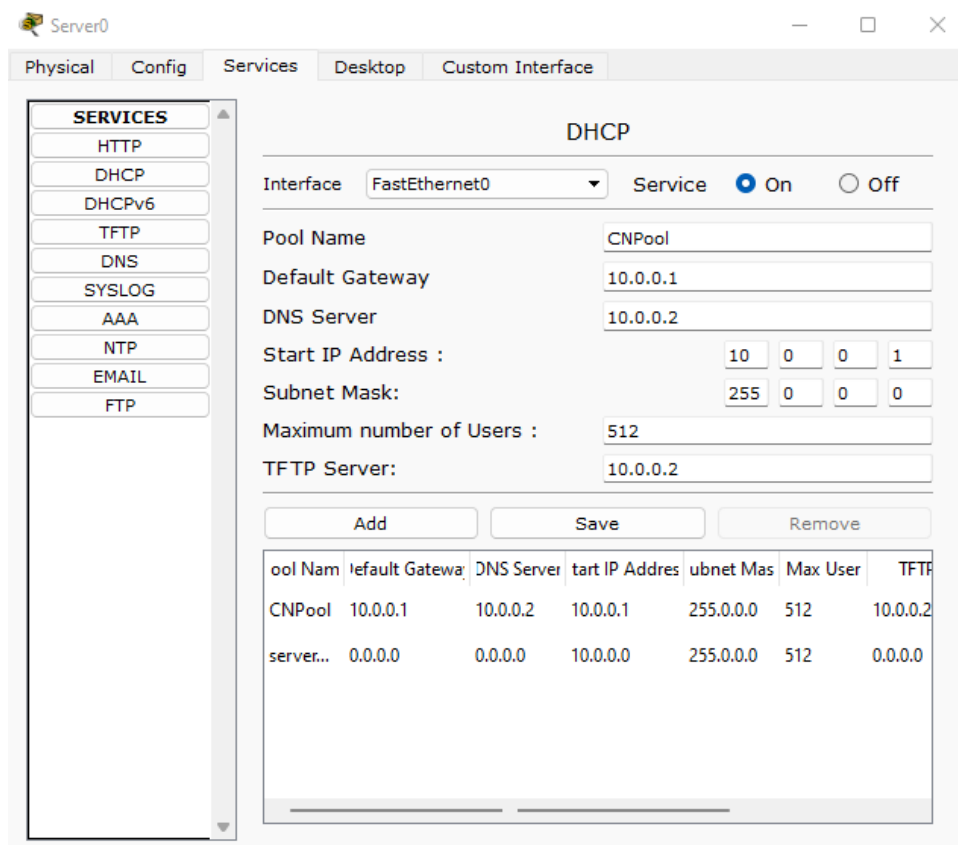 Server0
Physical Config Services Desktop Custom Interface
SERVICES
HTTP
DHCP
DHCPv6
TFTP
DNS
SYSLOG
AAA
NTP
EMAIL
FTP
DHCP
Interface FastEthernet0 Service On Off
Pool Name CNPool
Default Gateway 10.0.0.1
DNS Server 10.0.0.2
Start IP Address : 10 0 0 1
Subnet Mask: 255 0 0 0
Maximum number of Users : 512
TFTP Server: 10.0.0.2
Add Save Remove
ool Nam efault Gatewa DNS Server tart IP Addres ubnet Mas Max User TFTP
CNPool 10.0.0.1 10.0.0.2 10.0.0.1 255.0.0.0 512 10.0.0.2
server... 0.0.0.0 0.0.0.0 10.0.0.0 255.0.0.0 512 0.0.0.0